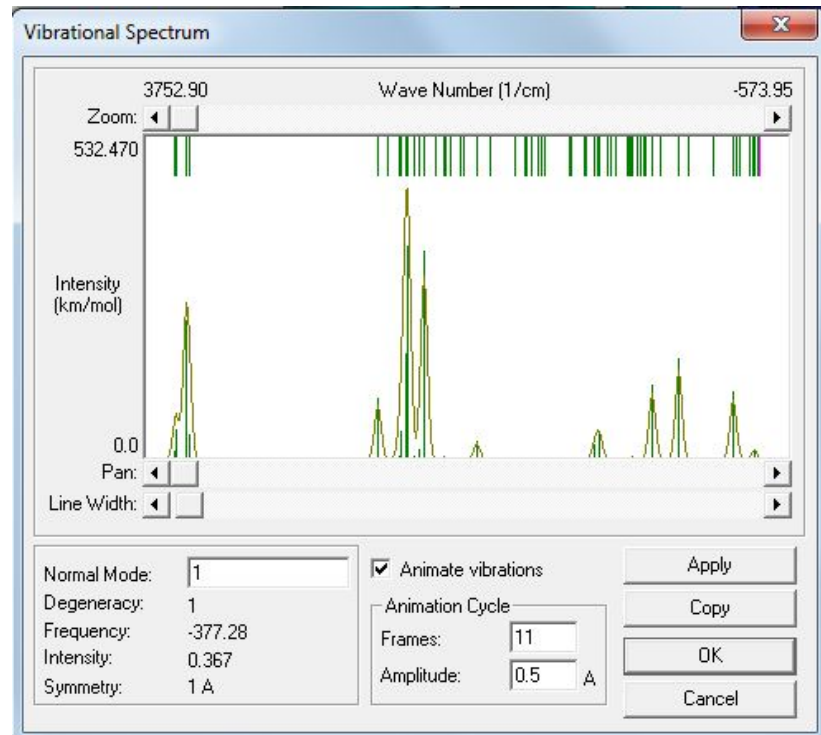 Vibrational Spectrum
3752.90 Wave Number (1/cm) -573.95
Zoom:
532.470
Intensity
(km/mol)
0.0
Pan:
Line Width:
Normal Mode: 1
Degeneracy: 1
Frequency: -377.28
Intensity: 0.367
Symmetry: 1 A
Animate vibrations
Animation Cycle
Frames: 11
Amplitude: 0.5 A
Apply
Copy
OK
Cancel